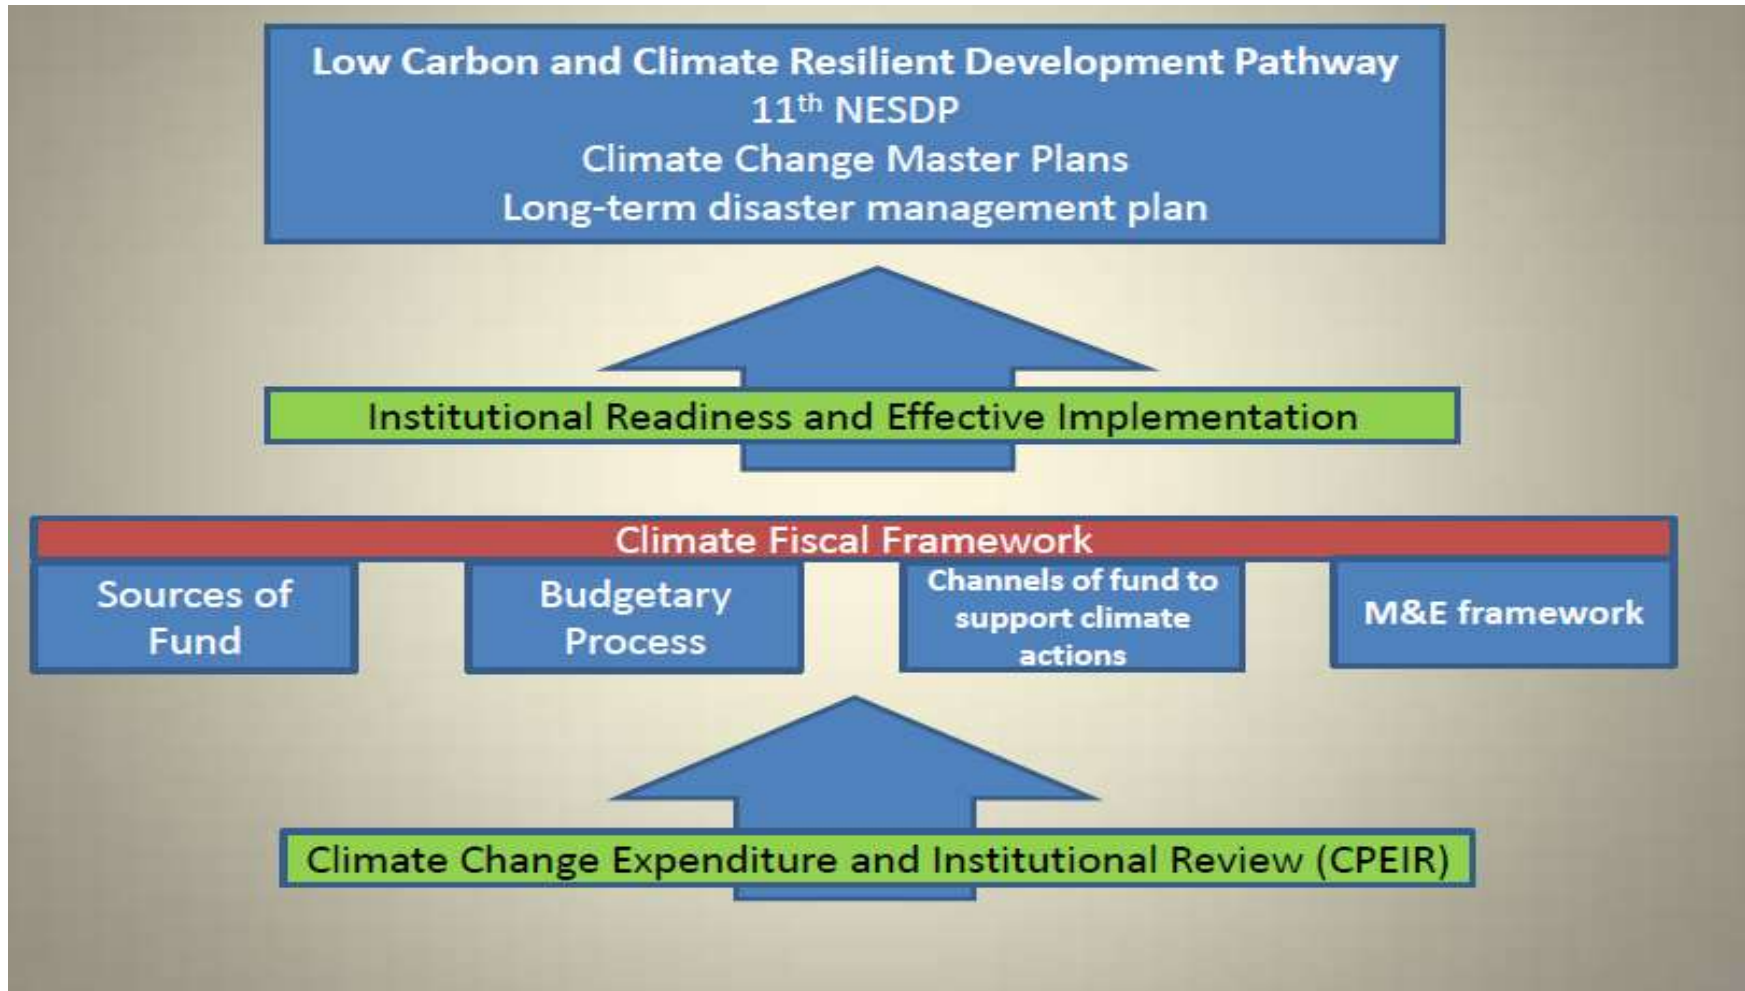 Low Carbon and Climate Resilient Development Pathway
11th NESDP
Climate Change Master Plans
Long-term disaster management plan
Institutional Readiness and Effective Implementation
Climate Fiscal Framework
Sources of
Fund
Budgetary
Process
Channels of fund to
support climate
actions
M&E framework
Climate Change Expenditure and Institutional Review (CPEIR)